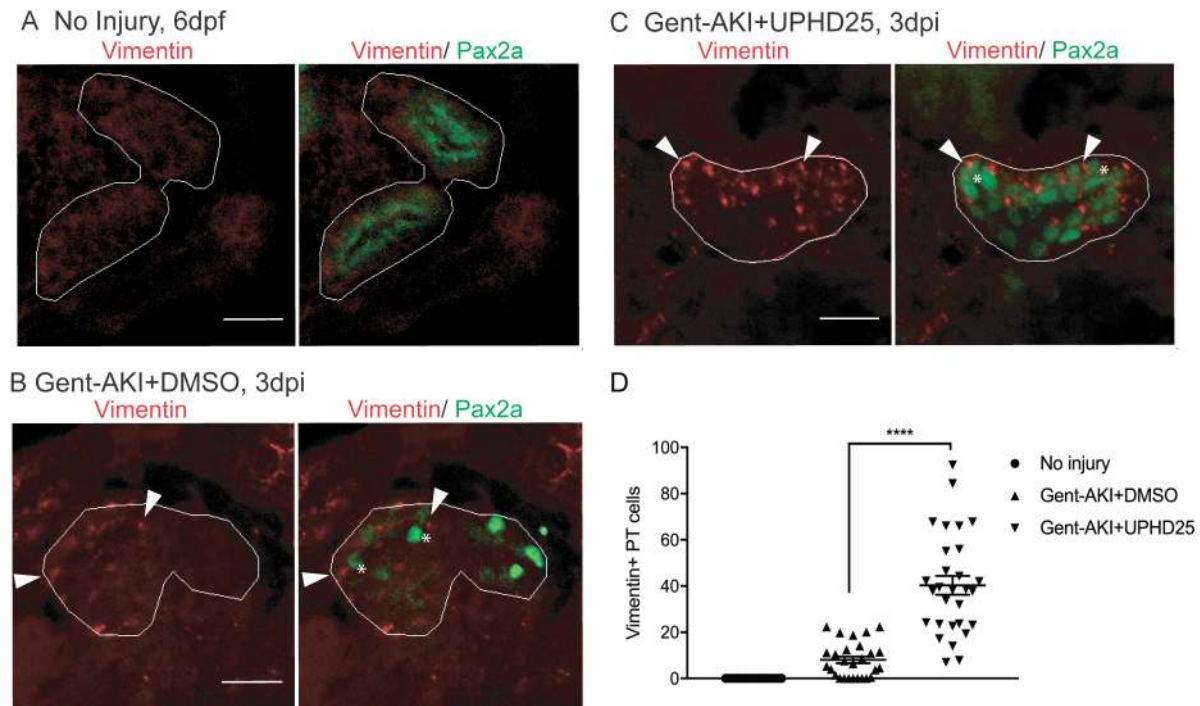 A No Injury, 6dpf
Vimentin
Vimentin/ Pax2a
B Gent-AKI+DMSO, 3dpi
Vimentin
Vimentin/ Pax2a
*
*
C Gent-AKI+UPHD25, 3dpi
Vimentin
Vimentin/ Pax2a
*
*
D
Vimentin+ PT cells
100
80
60
40
20
0
****
No injury
Gent-AKI+DMSO
Gent-AKI+UPHD25